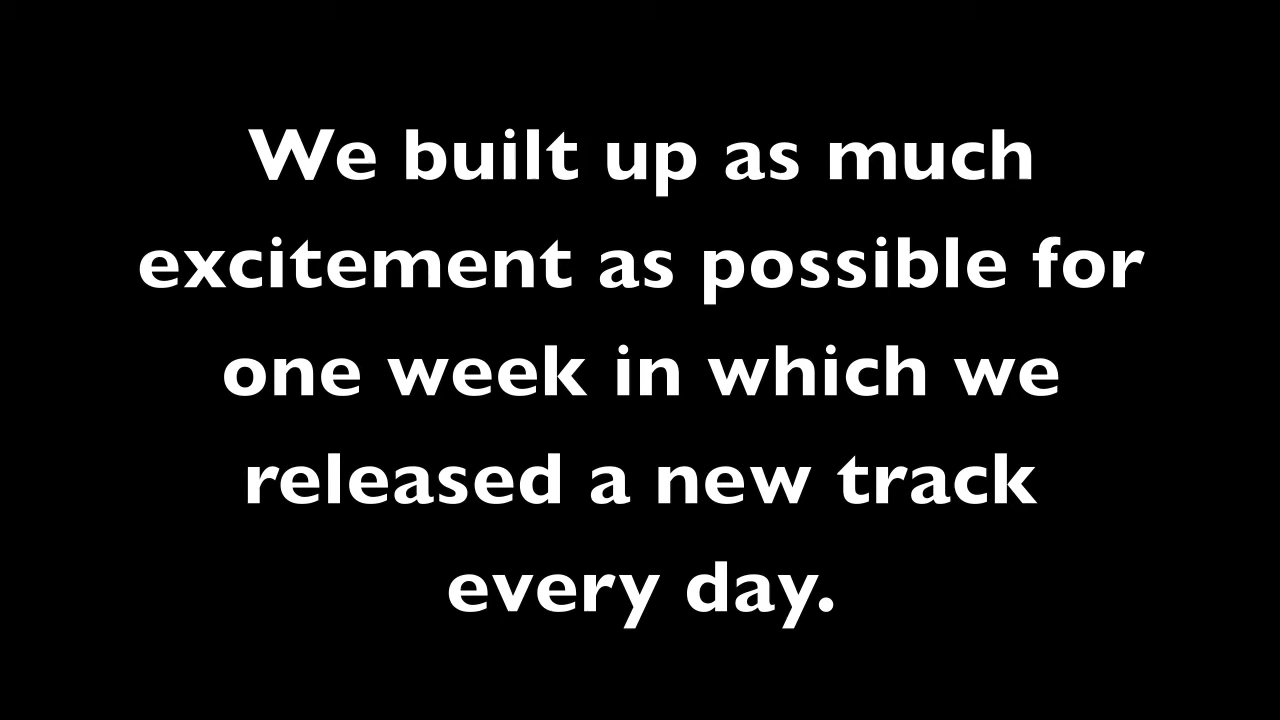 We built up as much
excitement as possible for
one week in which we
released a new track
every day.